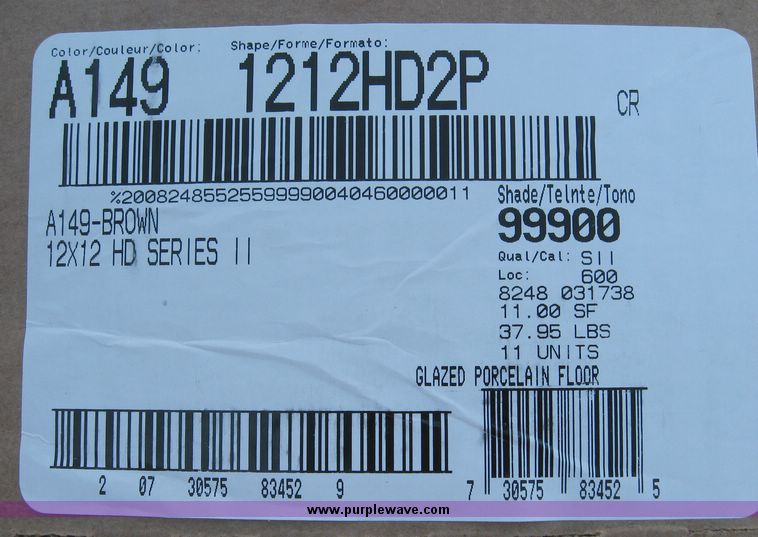 Color/Couleur/Color: Shape/Forme/Formato:
A149 1212HD2P
CR
%20082485525599990040460000011
A149-BROWN
12X12 HD SERIES II
Shade/Telnte/Tono
99900
Qual/Cal: SII
Loc: 600
8248 031738
11.00 SF
37.95 LBS
11 UNITS
GLAZED PORCELAIN FLOOR
2 07 30575 83452 9
7 30575 83452 5
www.purplewave.com